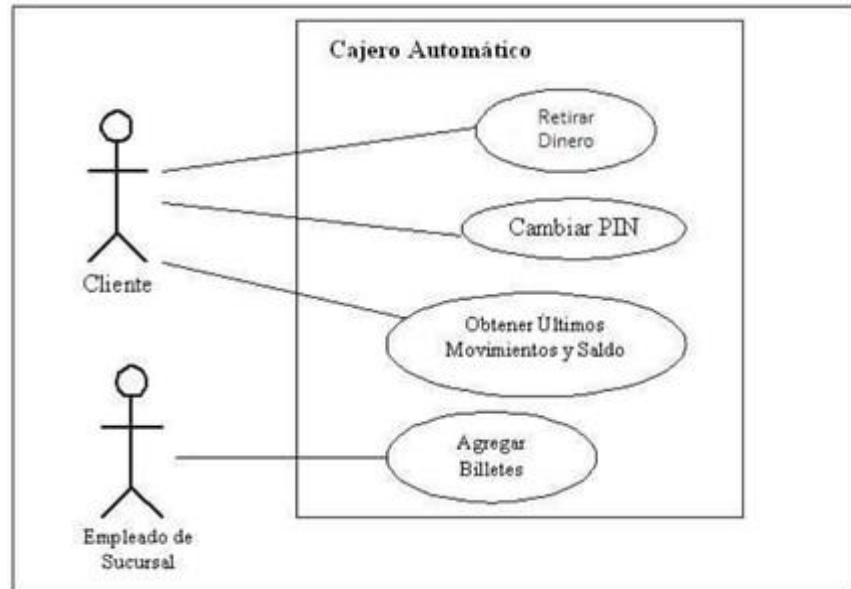 Cajero Automático
Retirar
Dinero
Cambiar PIN
Cliente
Obtener Últimos
Movimientos y Saldo
Agregar
Billetes
Empleado de
Sucursal